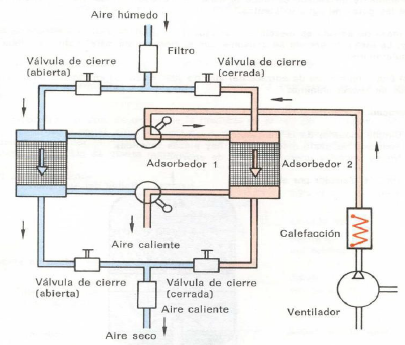 Aire húmedo
Filtro
Válvula de cierre
(abierta)
Válvula de cierre
(cerrada)
Adsorbedor 1
Adsorbedor 2
Aire caliente
Calefacción
Válvula de cierre
(abierta)
Válvula de cierre
(cerrada)
Aire caliente
Ventilador
Aire seco